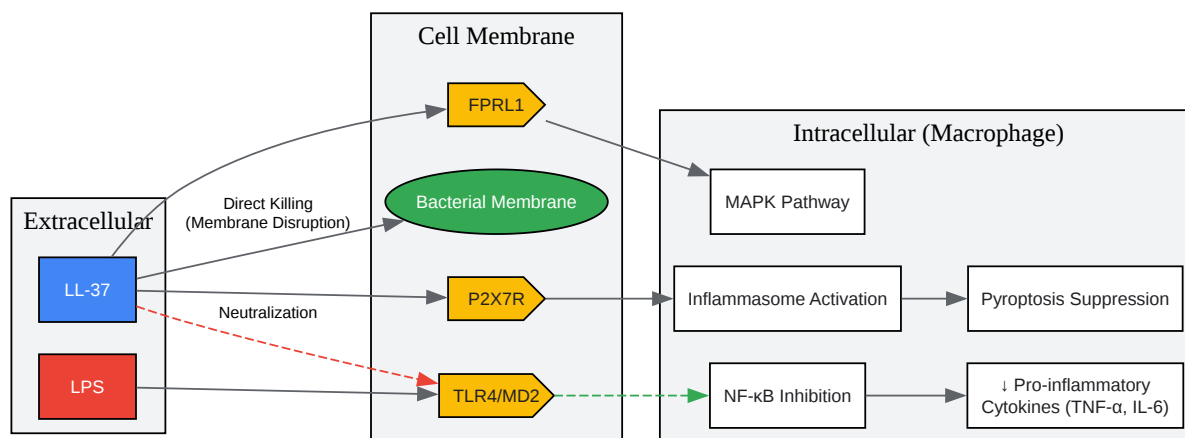 Cell Membrane
FPRL1
Intracellular (Macrophage)
MAPK Pathway
Bacterial Membrane
Direct Killing
(Membrane Disruption)
Extracellular
LL-37
P2X7R
Inflammasome Activation
Pyroptosis Suppression
Neutralization
LPS
TLR4/MD2
NF-κB Inhibition
↓ Pro-inflammatory
Cytokines (TNF-α, IL-6)